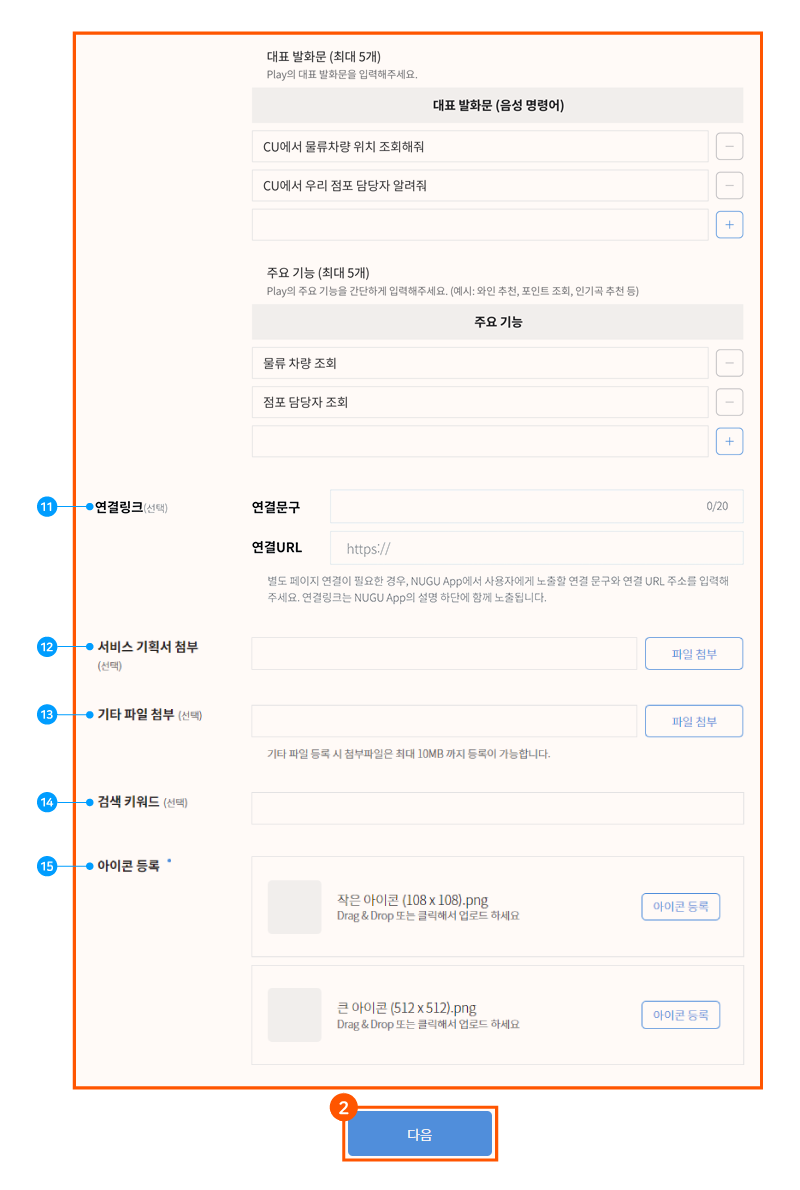 대표 발화문 (최대 5개)
Play의 대표 발화문을 입력해주세요.
대표 발화문 (음성 명령어)
CU에서 물류차량 위치 조회해줘
CU에서 우리 점포 담당자 알려줘
주요 기능 (최대 5개)
Play의 주요 기능을 간단하게 입력해주세요. (예시: 와인 추천, 포인트 조회, 인기곡 추천 등)
주요 기능
물류 차량 조회
점포 담당자 조회
11 연결링크(선택) 연결문구 0/20
연결URL https://
별도 페이지 연결이 필요한 경우, NUGU App에서 사용자에게 노출할 연결 문구와 연결 URL 주소를 입력해
주세요. 연결링크는 NUGU App의 설명 하단에 함께 노출됩니다.
12 서비스 기획서 첨부 파일 첨부
(선택)
13 기타 파일 첨부 (선택) 파일 첨부
기타 파일 등록 시 첨부파일은 최대 10MB 까지 등록이 가능합니다.
14 검색 키워드 (선택)
15 아이콘 등록 *
작은 아이콘 (108 x 108).png
Drag & Drop 또는 클릭해서 업로드 하세요
아이콘 등록
큰 아이콘 (512 x 512).png
Drag & Drop 또는 클릭해서 업로드 하세요
아이콘 등록
2
다음